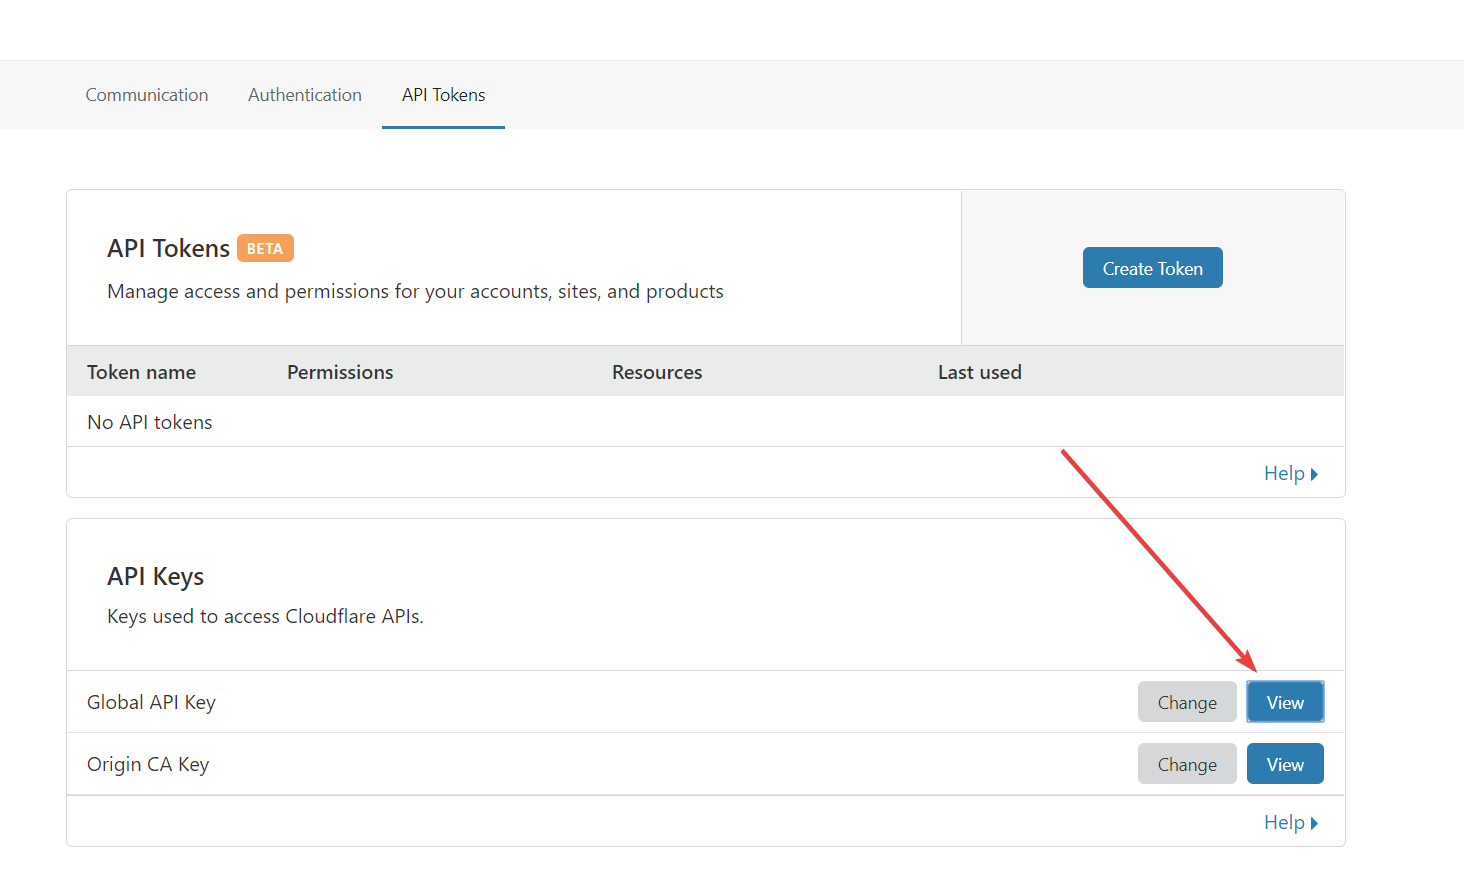 Communication Authentication API Tokens
API Tokens BETA
Create Token
Manage access and permissions for your accounts, sites, and products
Token name Permissions Resources Last used
No API tokens
Help
API Keys
Keys used to access Cloudflare APIs.
Global API Key Change View
Origin CA Key Change View
Help